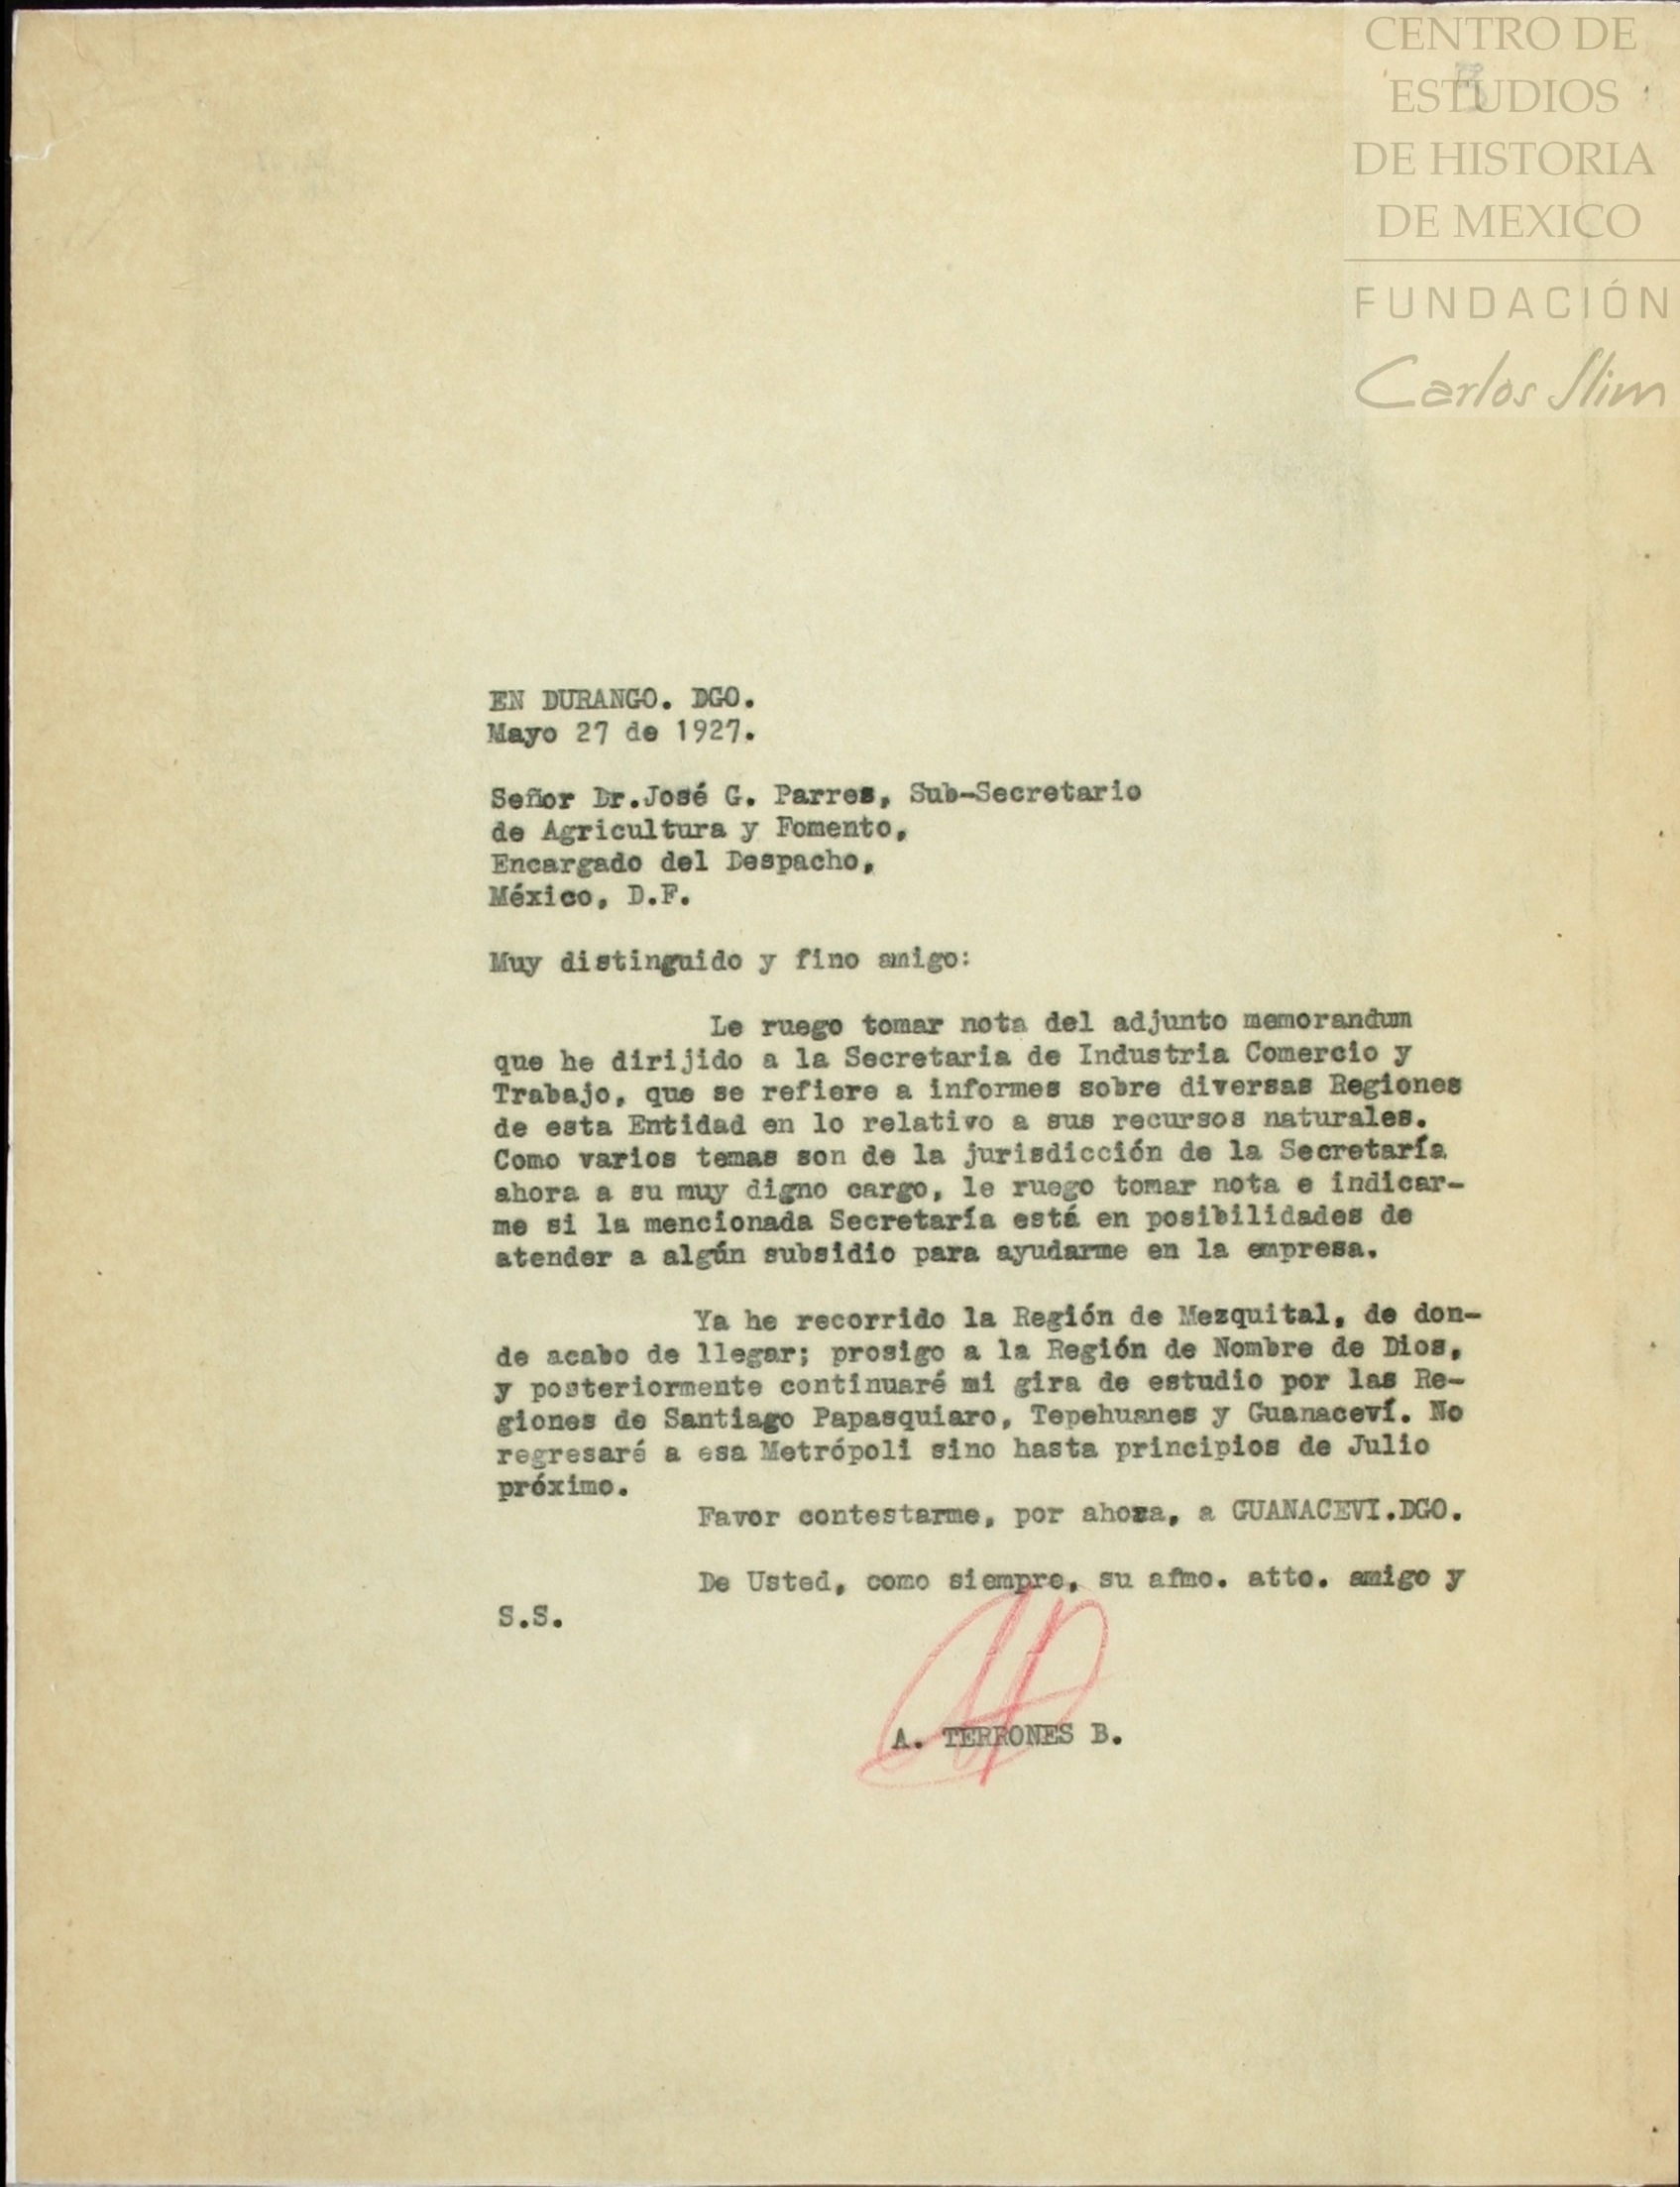 CENTRO DE
ESTUDIOS
DE HISTORIA
DE MEXICO
FUNDACIÓN
Carlos Slim
EN DURANGO. DGO.
Mayo 27 de 1927.
Señor Dr.José G. Parres, Sub-Secretario
de Agricultura y Fomento,
Encargado del Despacho,
México, D.F.
Muy distinguido y fino amigo:
Le ruego tomar nota del adjunto memorandum
que he dirijido a la Secretaria de Industria Comercio y
Trabajo, que se refiere a informes sobre diversas Regiones
de esta Entidad en lo relativo a sus recursos naturales.
Como varios temas son de la jurisdicción de la Secretaría
ahora a su muy digno cargo, le ruego tomar nota e indicar-
me si la mencionada Secretaría está en posibilidades de
atender a algún subsidio para ayudarme en la empresa.
Ya he recorrido la Región de Mezquital, de don-
de acabo de llegar; prosigo a la Región de Nombre de Dios,
y posteriormente continuaré mi gira de estudio por las Re-
giones de Santiago Papasquiaro, Tepehuanes y Guanaceví. No
regresaré a esa Metrópoli sino hasta principios de Julio
próximo.
Favor contestarme, por ahora, a GUANACEVI.DGO.
De Usted, como siempre, su afmo. atto. amigo y
S.S.
A. TERRONES B.